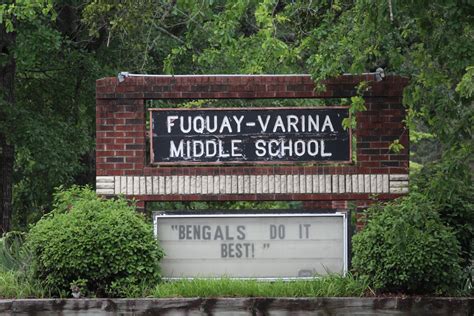 FUQUAY-VARINA
MIDDLE SCHOOL
"BENGALS DO IT
BEST!"